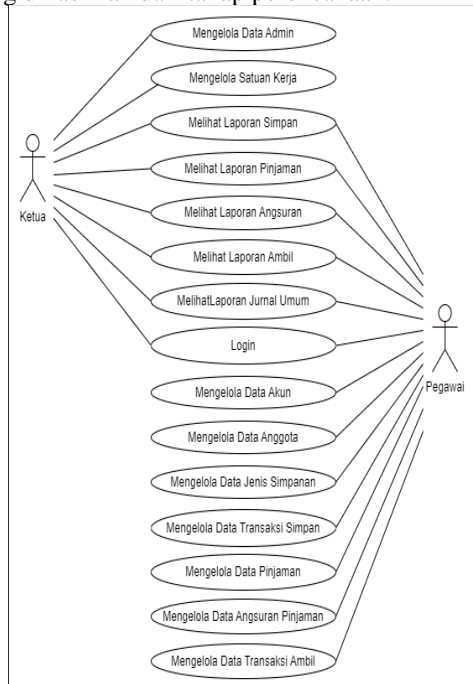 Mengelola Data Admin
Mengelola Satuan Kerja
Melihat Laporan Simpan
Melihat Laporan Pinjaman
Melihat Laporan Angsuran
Melihat Laporan Ambil
MelihatLaporan Jurnal Umum
Login
Mengelola Data Akun
Mengelola Data Anggota
Mengelola Data Jenis Simpanan
Mengelola Data Transaksi Simpan
Mengelola Data Pinjaman
Mengelola Data Angsuran Pinjaman
Mengelola Data Transaksi Ambil
Ketua
Pegawai